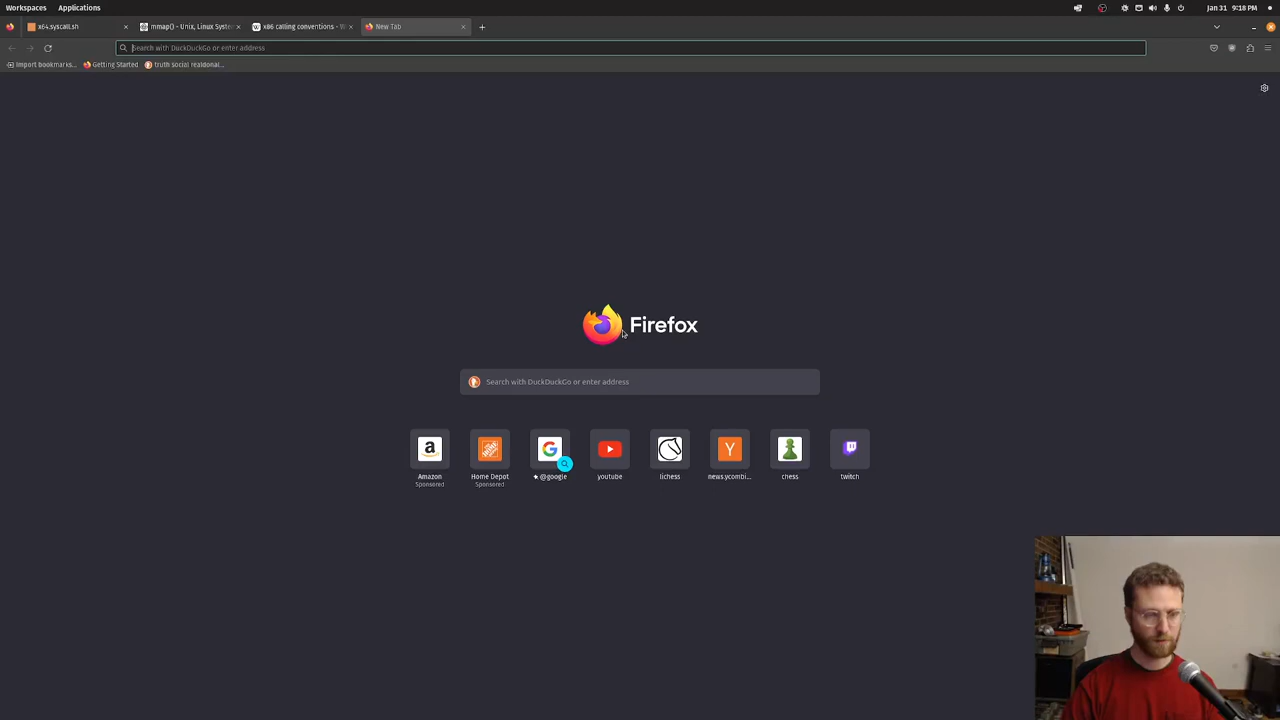 Workspaces Applications Jan 31 9:18 PM
x64.syscall.sh mmap() - Unix, Linux System x86 calling conventions - W New Tab
Search with DuckDuckGo or enter address
Import bookmarks... Getting Started truth social realdonal...
Firefox
Search with DuckDuckGo or enter address
a G Y
Amazon Home Depot @google youtube lichess news.ycombi... chess twitch
Sponsored Sponsored